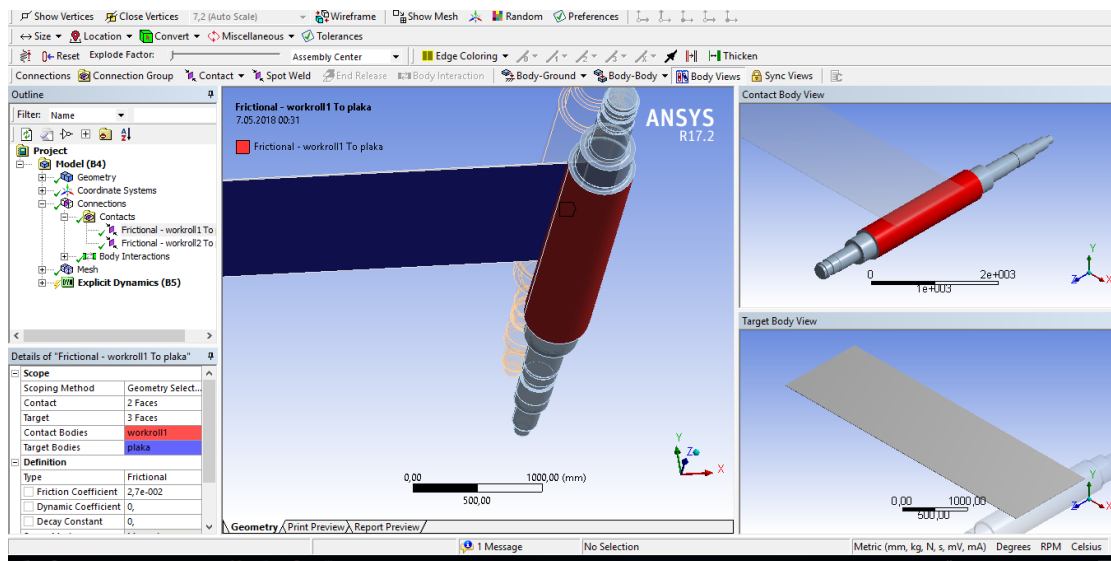 Show Vertices Close Vertices 7,2 (Auto Scale) Wireframe Show Mesh Random Preferences
Size Location Convert Miscellaneous Tolerances
Reset Explode Factor: Assembly Center Edge Coloring Thicken
Connections Connection Group Contact Spot Weld End Release Body Interaction Body-Ground Body-Body Body Views Sync Views
Outline
Filter: Name
Project
Model (B4)
Geometry
Coordinate Systems
Connections
Contacts
Frictional - workroll1 To
Frictional - workroll2 To
Body Interactions
Mesh
Explicit Dynamics (B5)
Details of "Frictional - workroll1 To plaka"
Scope
Scoping Method Geometry Select...
Contact 2 Faces
Target 3 Faces
Contact Bodies workroll1
Target Bodies plaka
Definition
Type Frictional
Friction Coefficient 2,7e-002
Dynamic Coefficient 0,
Decay Constant 0,
Frictional - workroll1 To plaka
7.05.2018 00:31
Frictional - workroll1 To plaka
ANSYS
R17.2
Y
Z
X
0,00 1000,00 (mm)
500,00
Geometry Print Preview Report Preview
Contact Body View
0 2e+003
1e+003
Y
Z
X
Target Body View
0,00 1000,00
500,00
Y
Z
X
1 Message No Selection Metric (mm, kg, N, s, mV, mA) Degrees RPM Celsius